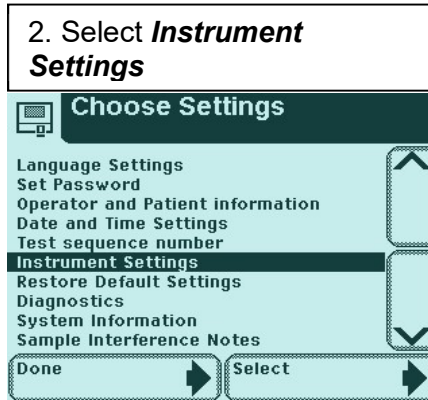 2. Select Instrument
Settings
Choose Settings
Language Settings
Set Password
Operator and Patient information
Date and Time Settings
Test sequence number
Instrument Settings
Restore Default Settings
Diagnostics
System Information
Sample Interference Notes
Done
Select